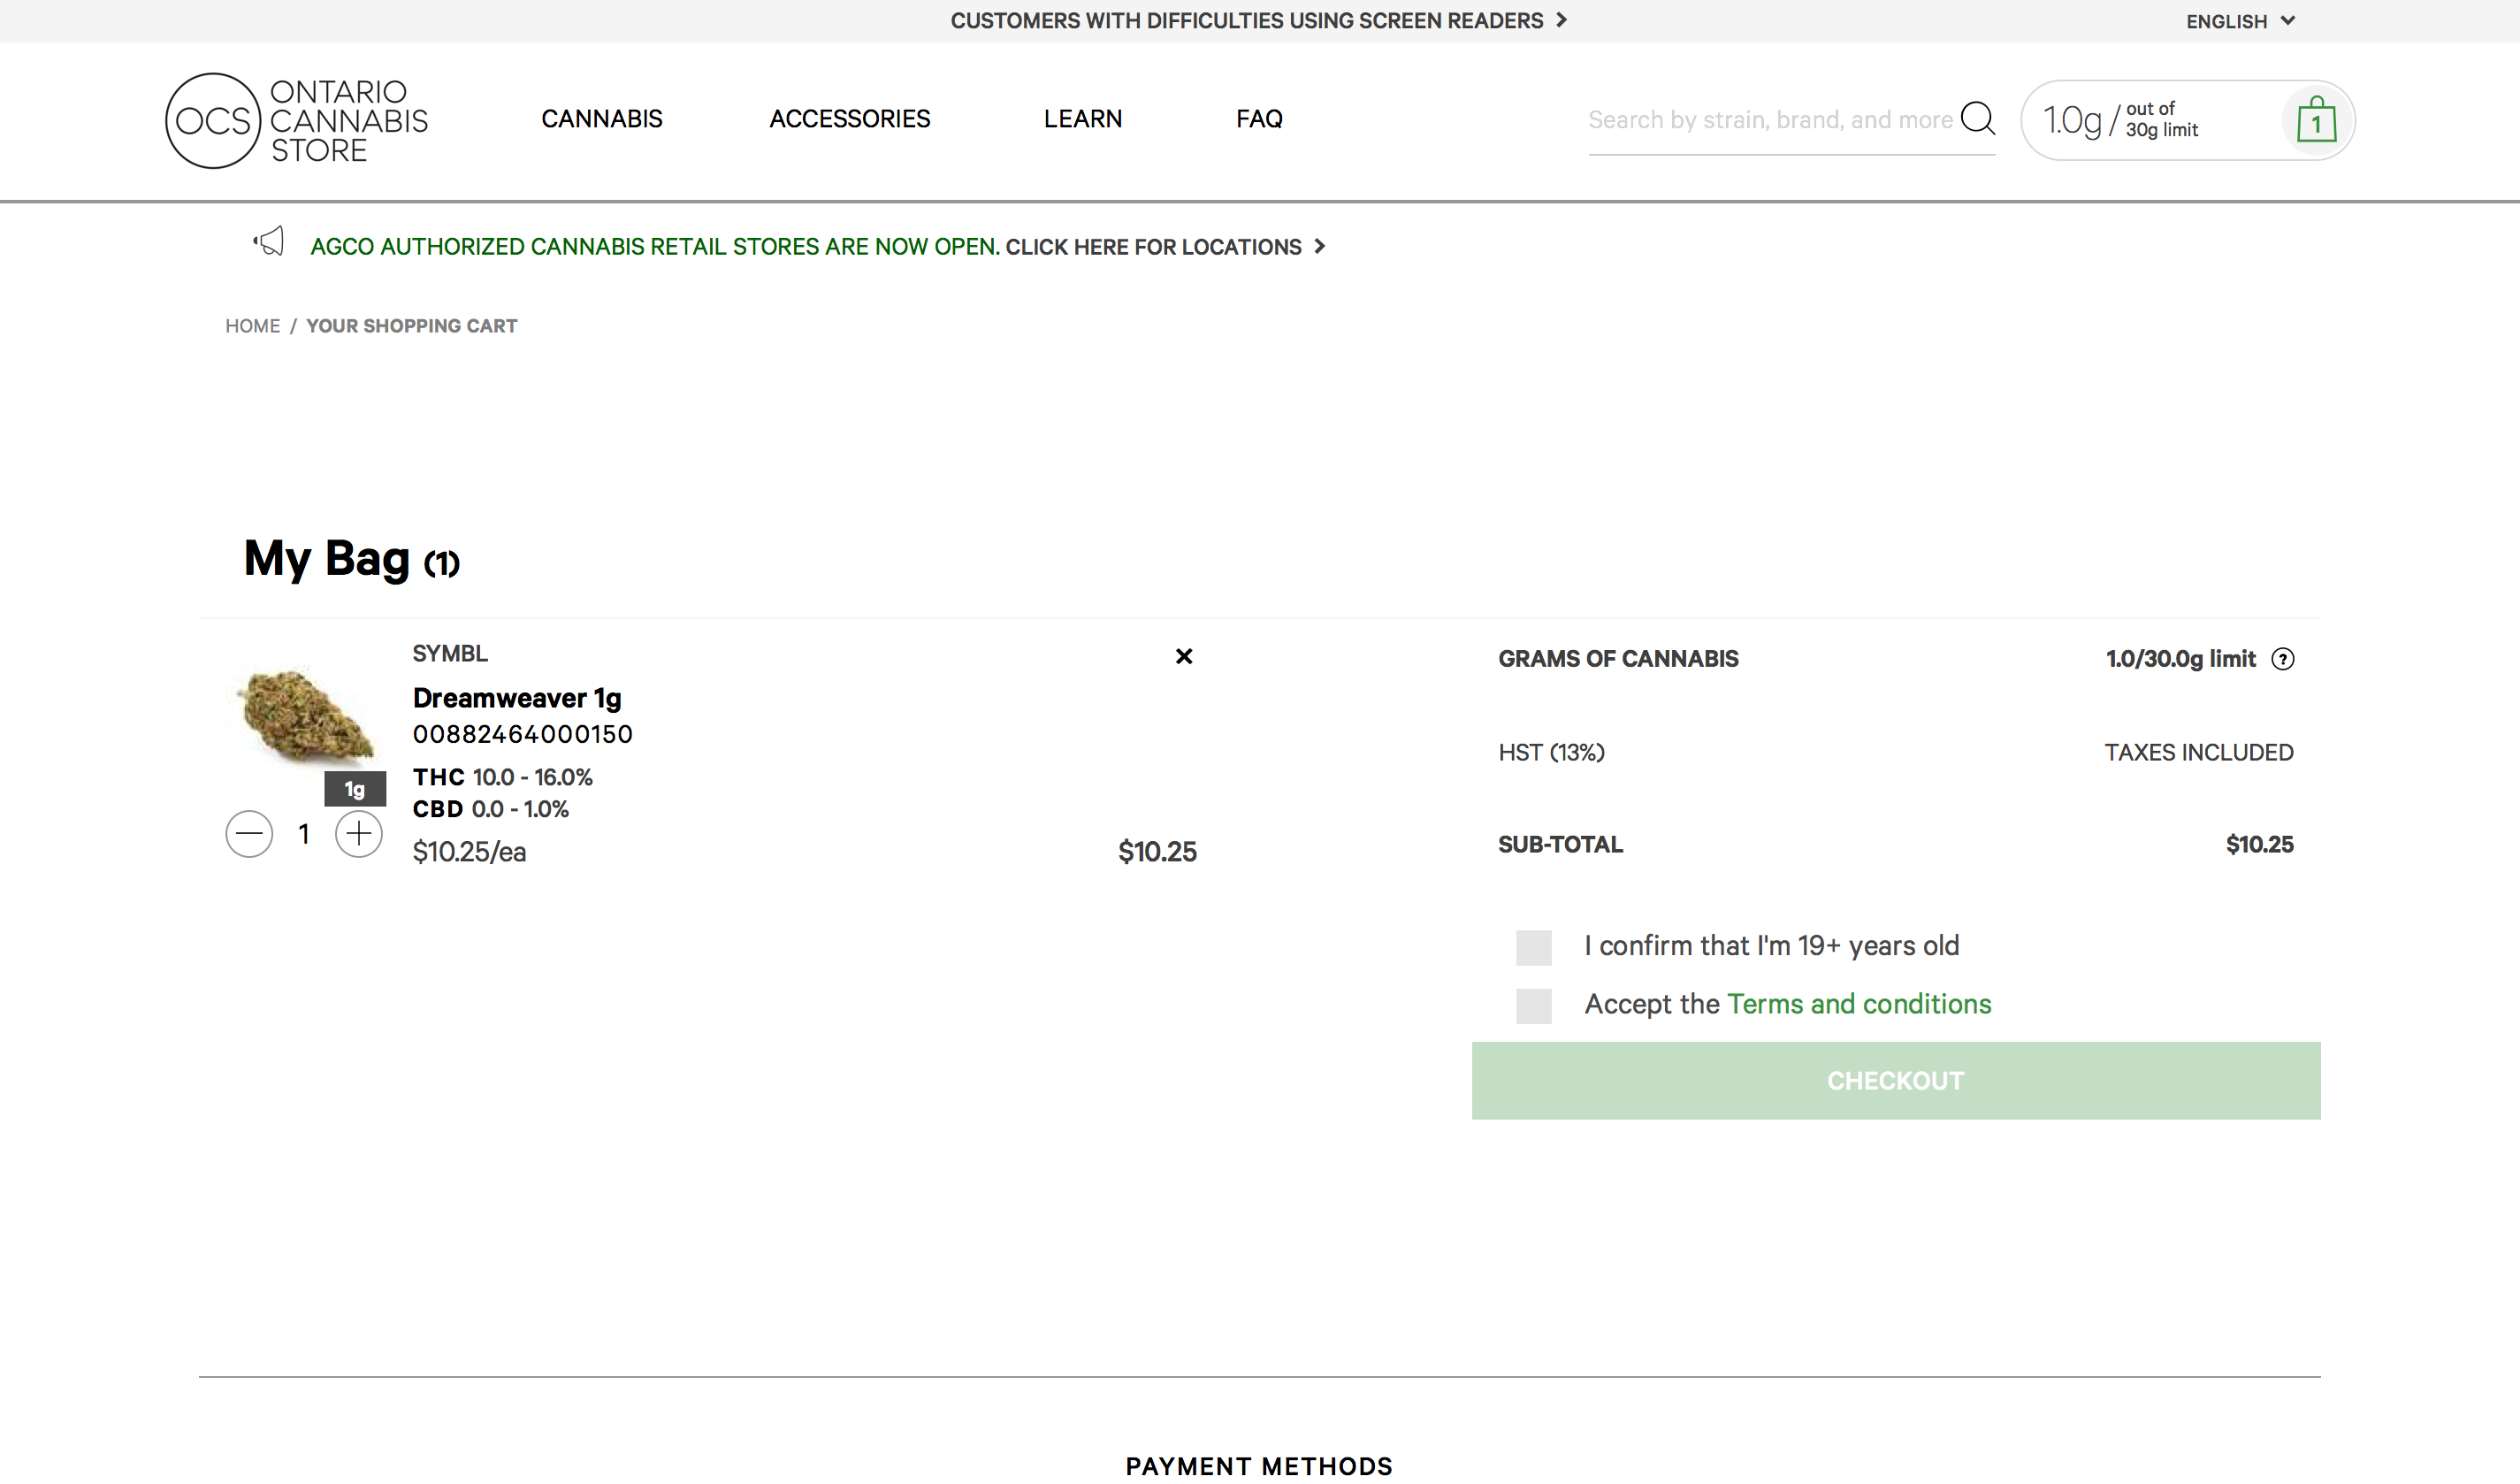 CUSTOMERS WITH DIFFICULTIES USING SCREEN READERS
ENGLISH
OCS
ONTARIO
CANNABIS
STORE
CANNABIS
ACCESSORIES
LEARN
FAQ
Search by strain, brand, and more
1.0g / out of
30g limit
1
AGCO AUTHORIZED CANNABIS RETAIL STORES ARE NOW OPEN. CLICK HERE FOR LOCATIONS
HOME / YOUR SHOPPING CART
My Bag (1)
SYMBL
Dreamweaver 1g
00882464000150
THC 10.0 - 16.0%
CBD 0.0 - 1.0%
1g
1
$10.25/ea
$10.25
GRAMS OF CANNABIS
1.0/30.0g limit ?
HST (13%)
TAXES INCLUDED
SUB-TOTAL
$10.25
I confirm that I'm 19+ years old
Accept the Terms and conditions
CHECKOUT
PAYMENT METHODS